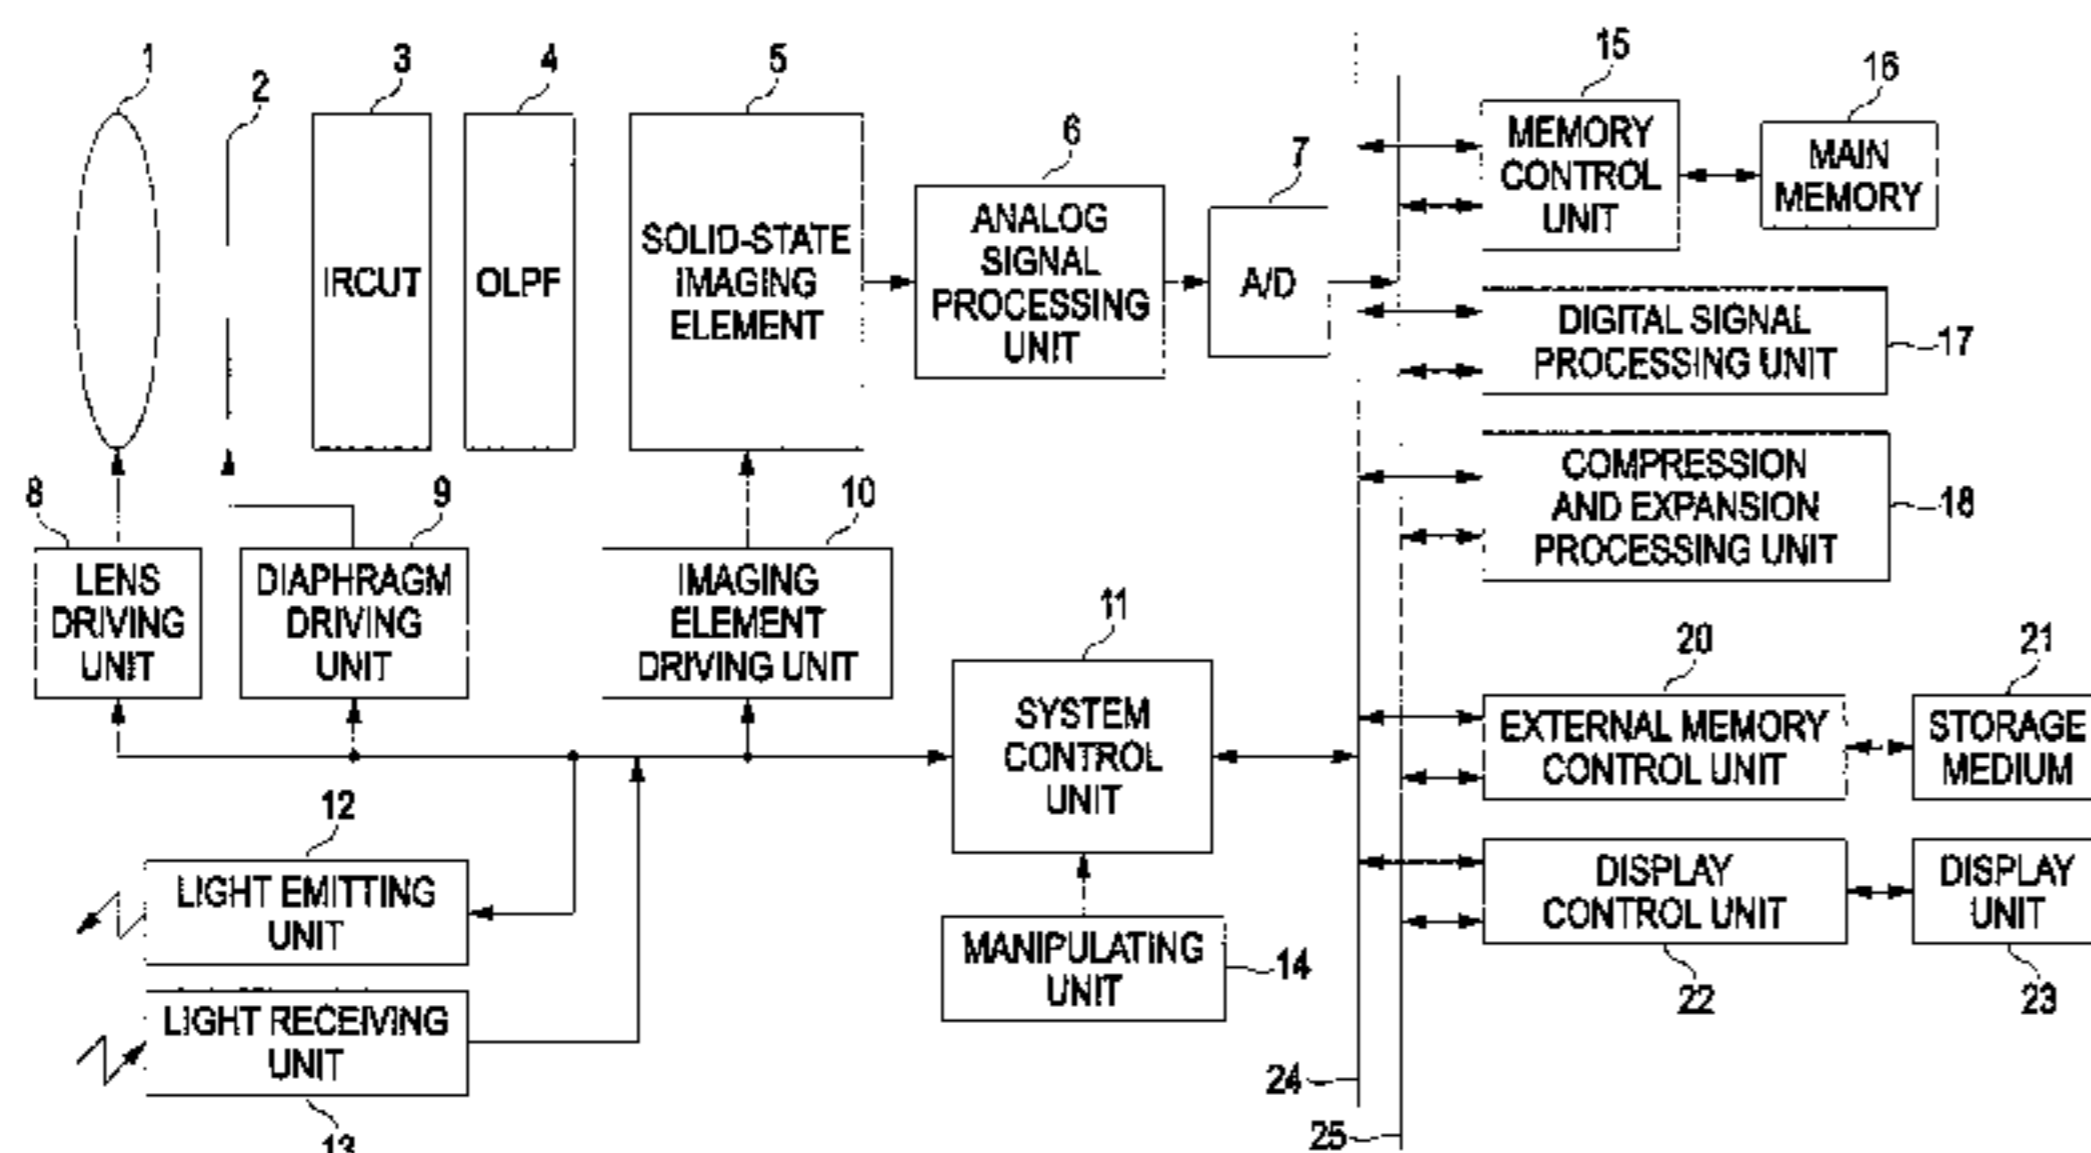 1
2
3
4
5
6
7
15
16
IRCUT
OLPF
SOLID-STATE
IMAGING
ELEMENT
ANALOG
SIGNAL
PROCESSING
UNIT
A/D
MEMORY
CONTROL
UNIT
MAIN
MEMORY
DIGITAL SIGNAL
PROCESSING UNIT
17
COMPRESSION
AND EXPANSION
PROCESSING UNIT
18
8
9
10
LENS
DRIVING
UNIT
DIAPHRAGM
DRIVING
UNIT
IMAGING
ELEMENT
DRIVING UNIT
11
SYSTEM
CONTROL
UNIT
20
21
EXTERNAL MEMORY
CONTROL UNIT
STORAGE
MEDIUM
12
LIGHT EMITTING
UNIT
MANIPULATING
UNIT
14
DISPLAY
CONTROL UNIT
DISPLAY
UNIT
22
23
LIGHT RECEIVING
UNIT
13
24
25